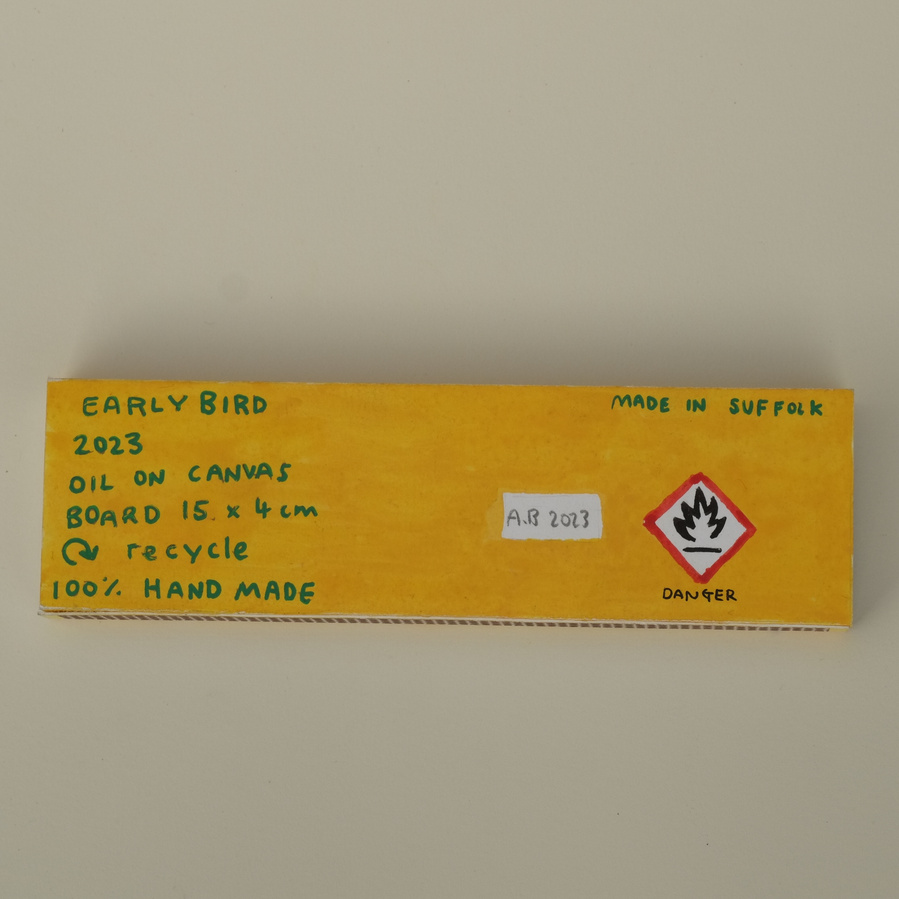 EARLY BIRD
2023
OIL ON CANVAS
BOARD 15 x 4 cm
recycle
100% HAND MADE
MADE IN SUFFOLK
A.B 2023
DANGER